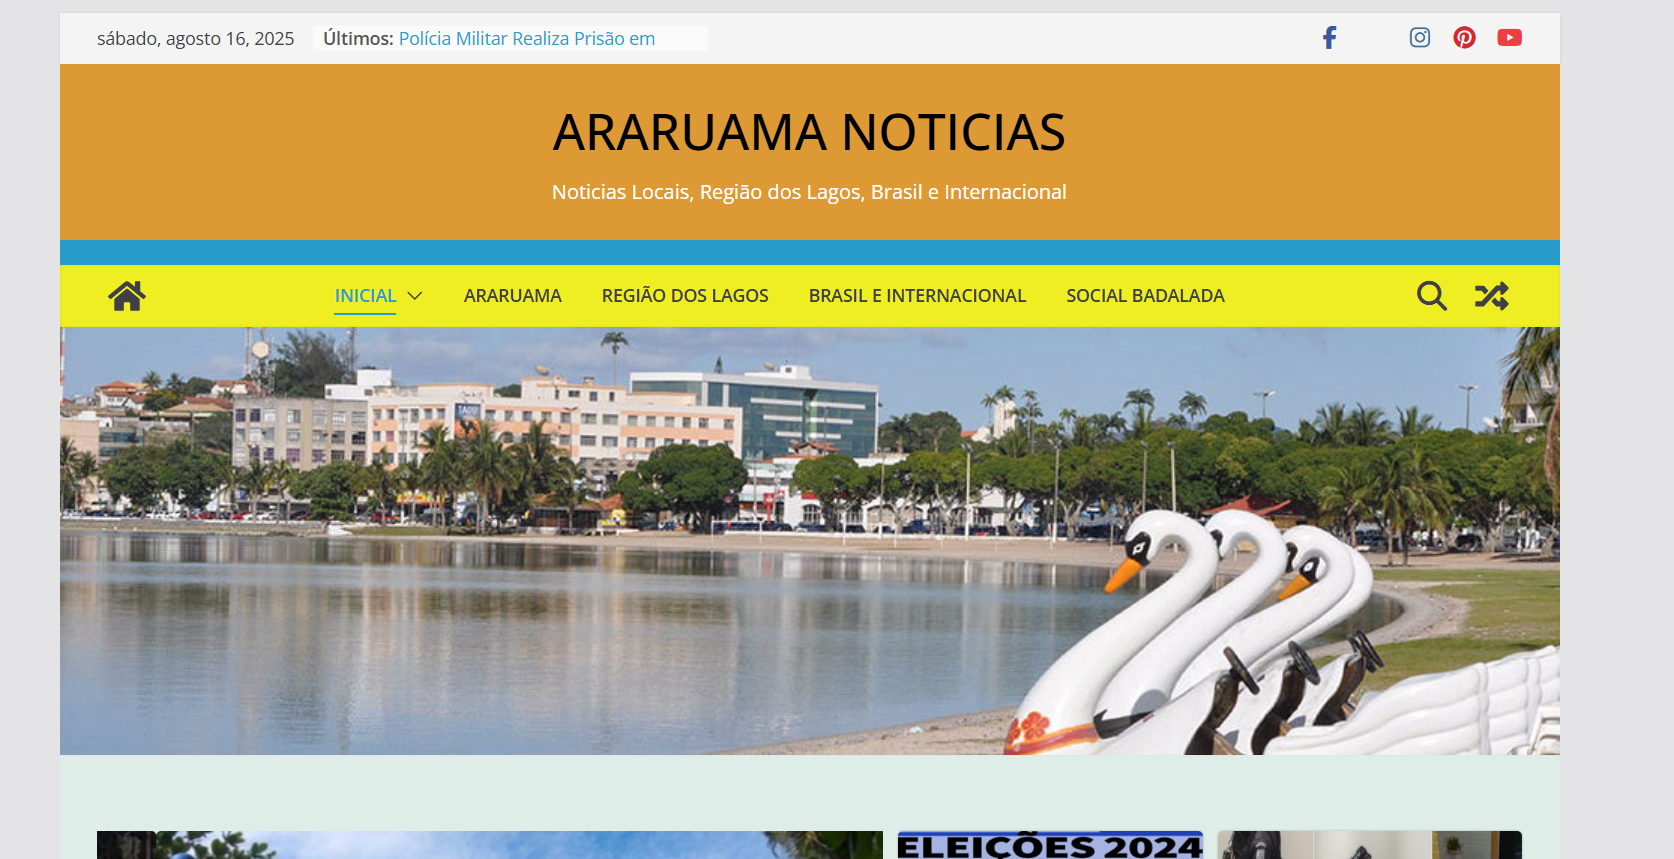 sábado, agosto 16, 2025
Últimos: Polícia Militar Realiza Prisão em
ARARUAMA NOTICIAS
Noticias Locais, Região dos Lagos, Brasil e Internacional
INICIAL
ARARUAMA
REGIÃO DOS LAGOS
BRASIL E INTERNACIONAL
SOCIAL BADALADA
ELEIÇÕES 2024